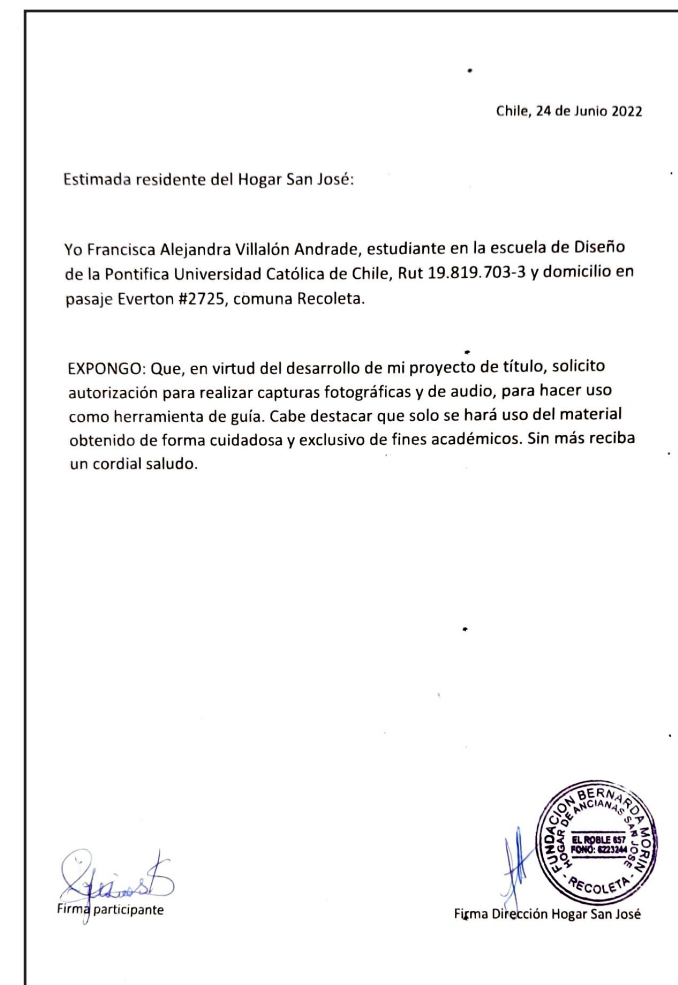 Chile, 24 de Junio 2022
Estimada residente del Hogar San José:
Yo Francisca Alejandra Villalón Andrade, estudiante en la escuela de Diseño
de la Pontifica Universidad Católica de Chile, Rut 19.819.703-3 y domicilio en
pasaje Everton #2725, comuna Recoleta.
EXPONGO: Que, en virtud del desarrollo de mi proyecto de título, solicito
autorización para realizar capturas fotográficas y de audio, para hacer uso
como herramienta de guía. Cabe destacar que solo se hará uso del material
obtenido de forma cuidadosa y exclusivo de fines académicos. Sin más reciba
un cordial saludo.
FUNDACION BERNARDA MORIN
HOGAR DE ANCIANAS SAN JOSE
EL ROBLE 657
FONO: 6223244
- RECOLETA -
Firma participante
Firma Dirección Hogar San José